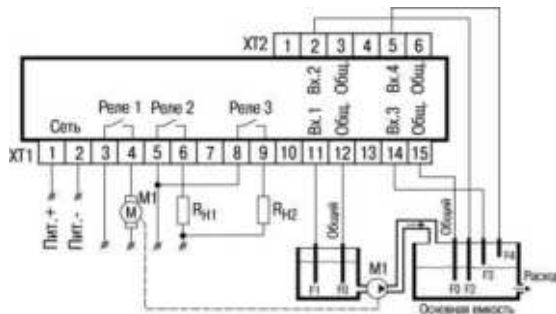 XT2 1 2 3 4 5 6
Вх.2 Общ. Вх.4 Общ.
Реле 1 Реле 2 Реле 3
Вх.1 Общ. Вх.3 Общ.
Сеть
XT1 1 2 3 4 5 6 7 8 9 10 11 12 13 14 15
Пит.+ Пит.- M1 M RН1 RН2 Общий Общий
M1
F1 F0 F0 F2 F3 F4
Расход
Основная емкость